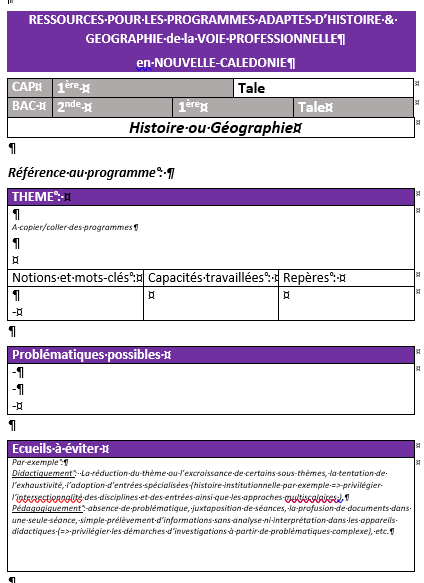 RESSOURCES POUR LES PROGRAMMES ADAPTES D'HISTOIRE &
GEOGRAPHIE de la VOIE PROFESSIONNELLE¶
en NOUVELLE-CALEDONIE¶
CAP¤ 1ère ¤ Tale
BAC ¤ 2nde ¤ 1ère¤ Tale¤
Histoire ou Géographie¤
¶
Référence au programme : ¶
THEME : ¤
¶
A copier/coller des programmes¶
¶
¤
Notions et mots-clés : ¤ Capacités travaillées : ¤ Repères : ¤
¶ ¤ ¤
-¤
¶
Problématiques possibles ¤
-¶
-¶
-¤
¶
Ecueils à éviter ¤
Par exemple :¶
Didactiquement : La réduction du thème ou l'excroissance de certains sous-thèmes, la tentation de
l'exhaustivité, l'adoption d'entrées spécialisées (histoire institutionnelle par exemple => privilégier
l'intersectionnalité des disciplines et des entrées ainsi que les approches multiscalaires ),¶
Pédagogiquement : absence de problématique, juxtaposition de séances, la profusion de documents dans
une seule séance, simple prélèvement d'informations sans analyse ni interprétation dans les appareils
didactiques (=> privilégier les démarches d'investigations à partir de problématiques complexe), etc.¶
¶